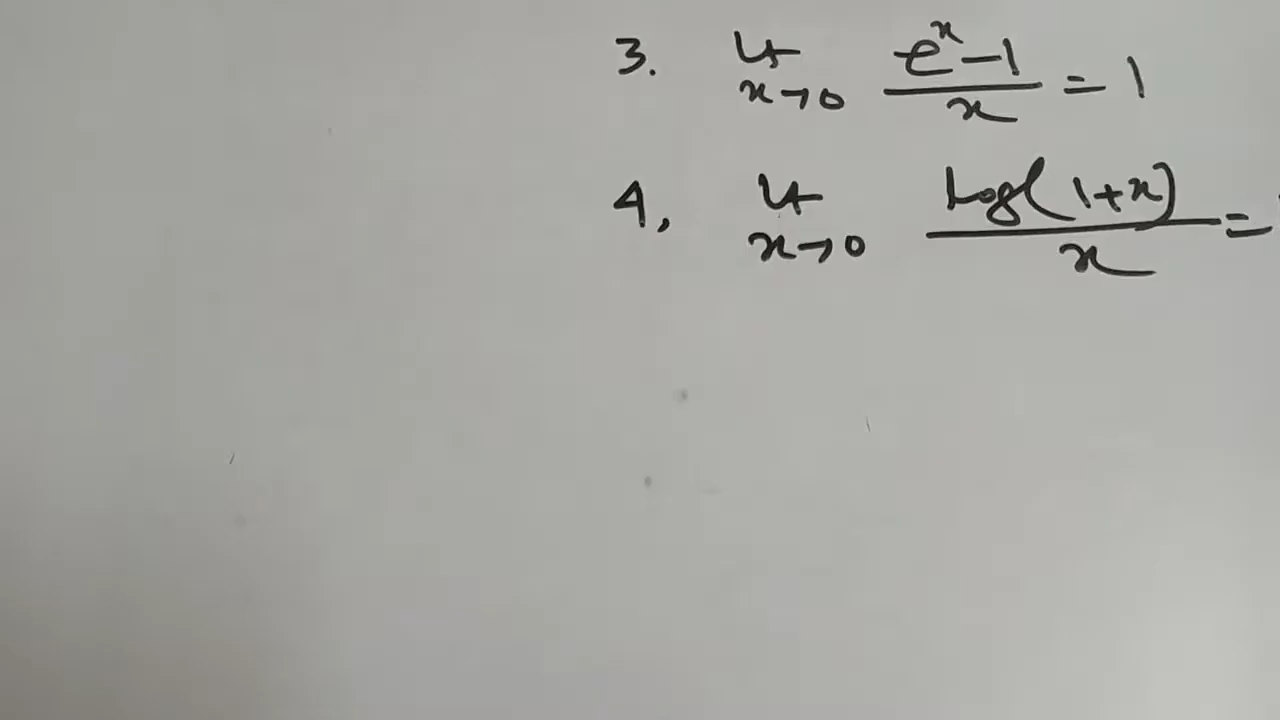 3. Lt x→0 (e^x − 1)/x = 1
4, Lt x→0 log(1+x)/x =